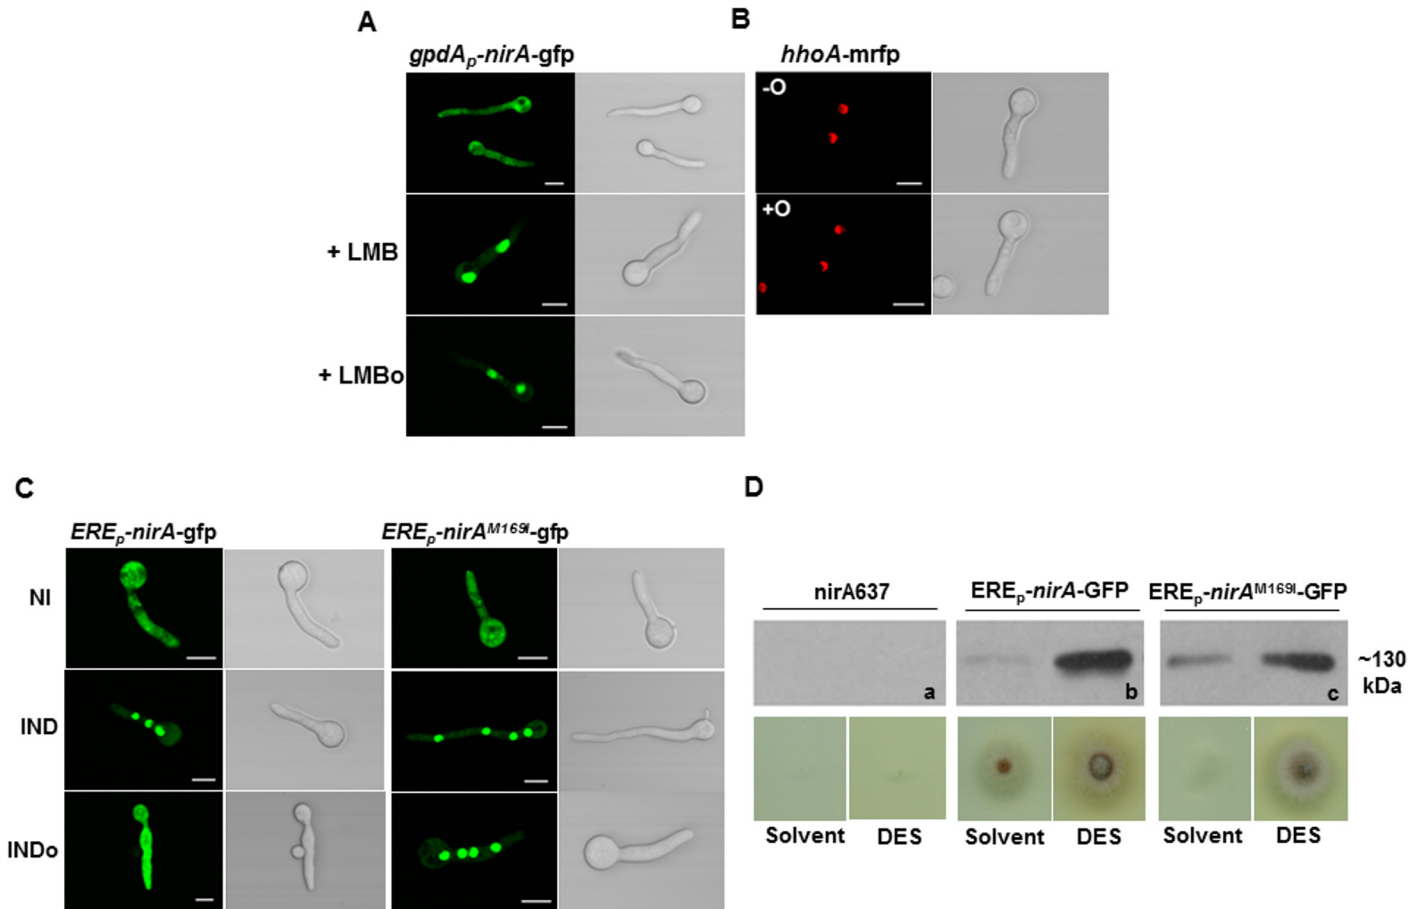 A
B
gpdAp-nirA-gfp
hhoA-mrfp
-O
+O
+ LMB
+ LMBo
C
D
EREp-nirA-gfp
EREp-nirAM169I-gfp
NI
IND
INDo
nirA637
EREp-nirA-GFP
EREp-nirAM169I-GFP
a
b
c
~130
kDa
Solvent
DES
Solvent
DES
Solvent
DES